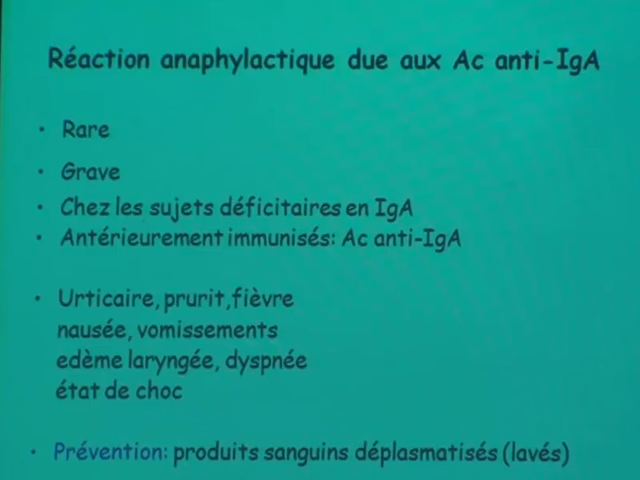 Réaction anaphylactique due aux Ac anti-IgA
• Rare
• Grave
• Chez les sujets déficitaires en IgA
• Antérieurement immunisés: Ac anti-IgA
• Urticaire, prurit, fièvre
nausée, vomissements
edème laryngée, dyspnée
état de choc
• Prévention: produits sanguins déplasmatisés (lavés)